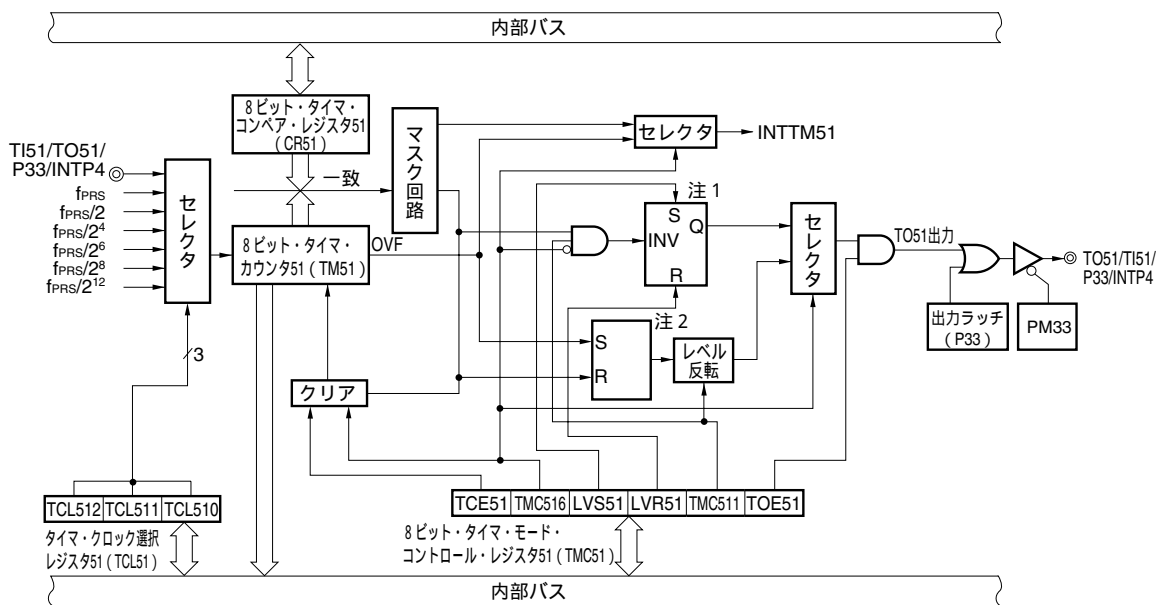 内部バス
8ビット・タイマ・
コンペア・レジスタ51
(CR51)
マスク回路
セレクタ
INTTM51
TI51/TO51/
P33/INTP4
fPRS
fPRS/2
fPRS/2⁴
fPRS/2⁶
fPRS/2⁸
fPRS/2¹²
セレクタ
一致
8ビット・タイマ・
カウンタ51(TM51)
OVF
注1
S
Q
INV
R
セレクタ
TO51出力
TO51/TI51/
P33/INTP4
出力ラッチ
(P33)
PM33
注2
S
R
レベル
反転
3
クリア
TCL512 TCL511 TCL510
タイマ・クロック選択
レジスタ51(TCL51)
TCE51 TMC516 LVS51 LVR51 TMC511 TOE51
8ビット・タイマ・モード・
コントロール・レジスタ51(TMC51)
内部バス